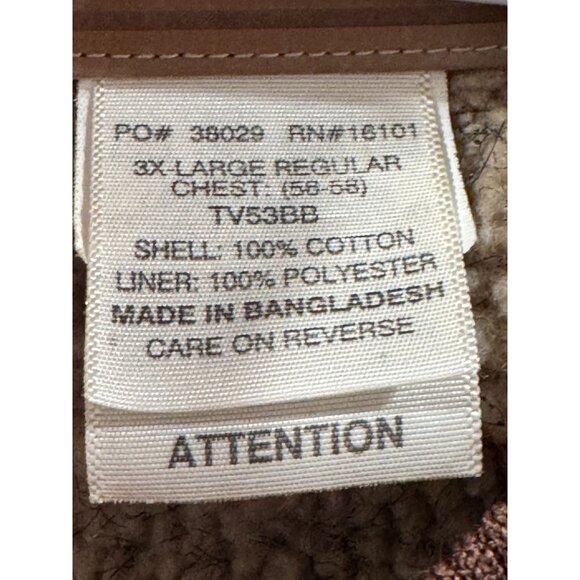 PO# 38029 RN#16101
3X-LARGE REGULAR
CHEST: (56-58)
TV53BB
SHELL: 100% COTTON
LINER: 100% POLYESTER
MADE IN BANGLADESH
CARE ON REVERSE
ATTENTION